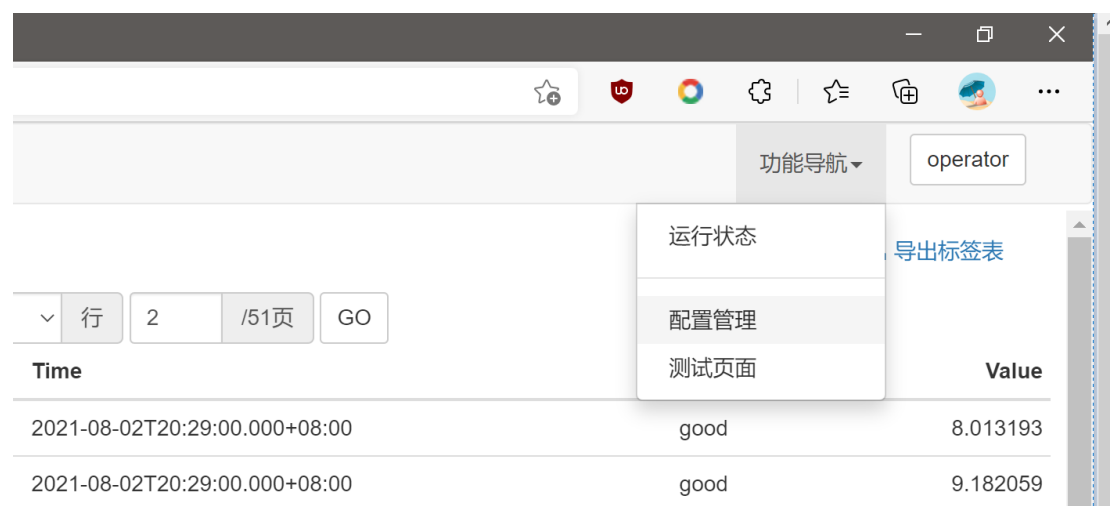 功能导航
operator
运行状态
导出标签表
配置管理
行 2 /51页 GO
测试页面
Time Value
2021-08-02T20:29:00.000+08:00 good 8.013193
2021-08-02T20:29:00.000+08:00 good 9.182059